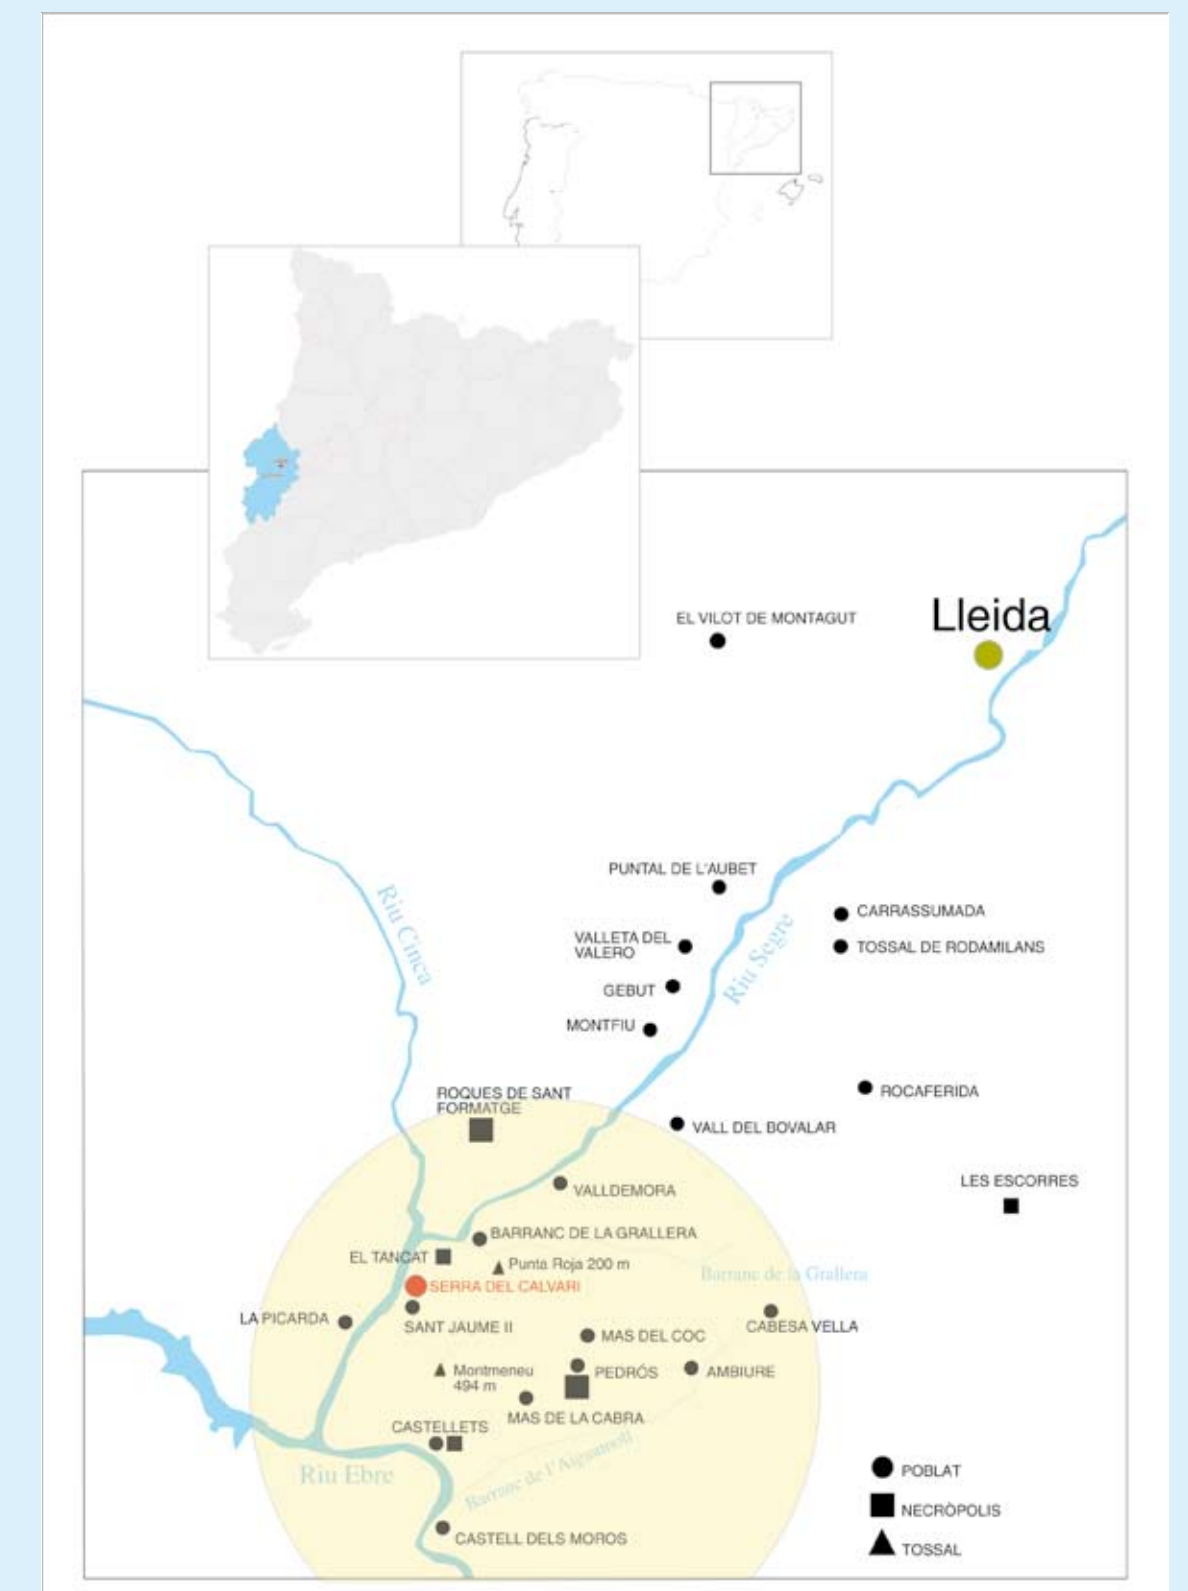 EL VILOT DE MONTAGUT
Lleida
PUNTAL DE L'AUBET
Riu Cinca
CARRASSUMADA
VALLETA DEL
VALERO
TOSSAL DE RODAMILANS
Riu Segre
GEBUT
MONTFIU
ROQUES DE SANT
FORMATGE
ROCAFERIDA
VALL DEL BOVALAR
LES ESCORRES
VALLDEMORA
BARRANC DE LA GRALLERA
EL TANCAT
Punta Roja 200 m
Barranc de la Grallera
SERRA DEL CALVARI
LA PICARDA
SANT JAUME II
CABESA VELLA
MAS DEL COC
Montmeneu
494 m
PEDRÓS
AMBIURE
MAS DE LA CABRA
CASTELLETS
Riu Ebre
Barranc de l'Aiguamoll
CASTELL DELS MOROS
POBLAT
NECRÒPOLIS
TOSSAL